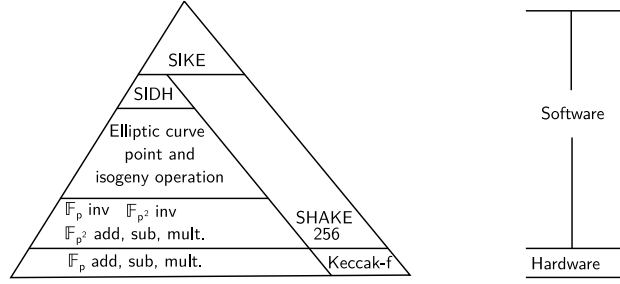 SIKE
SIDH
Elliptic curve
point and
isogeny operation
𝔽ₚ inv 𝔽ₚ² inv
𝔽ₚ² add, sub, mult.
SHAKE
256
𝔽ₚ add, sub, mult.
Keccak-f
Software
Hardware